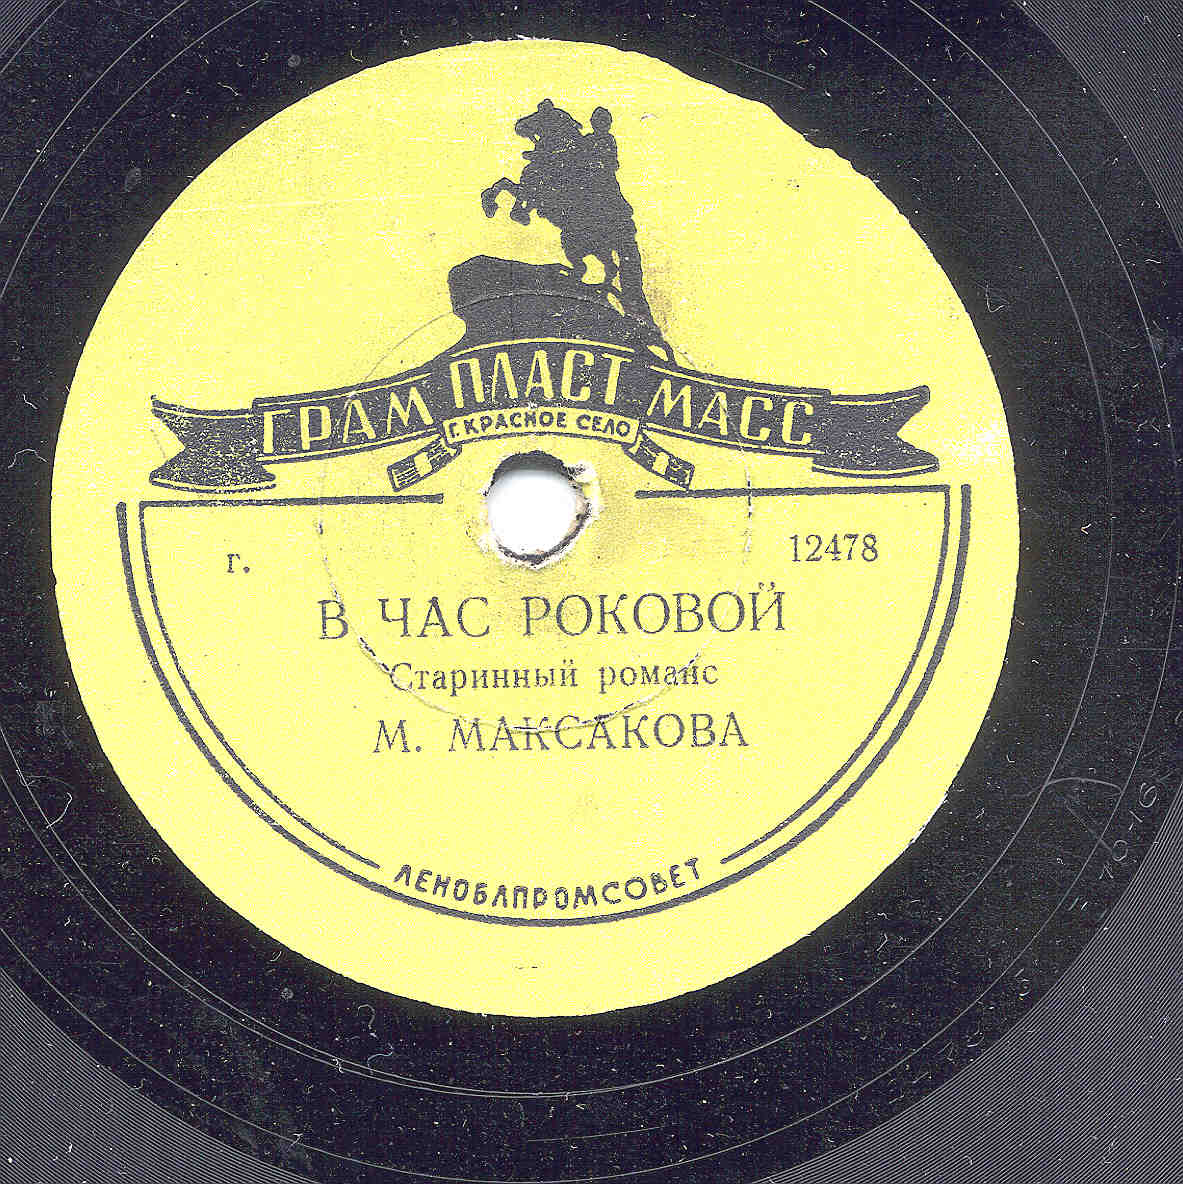 ГРАМ ПЛАСТ МАСС
Г. КРАСНОЕ СЕЛО
г.
12478
В ЧАС РОКОВОЙ
Старинный романс
М. МАКСАКОВА
ЛЕНОБЛПРОМСОВЕТ